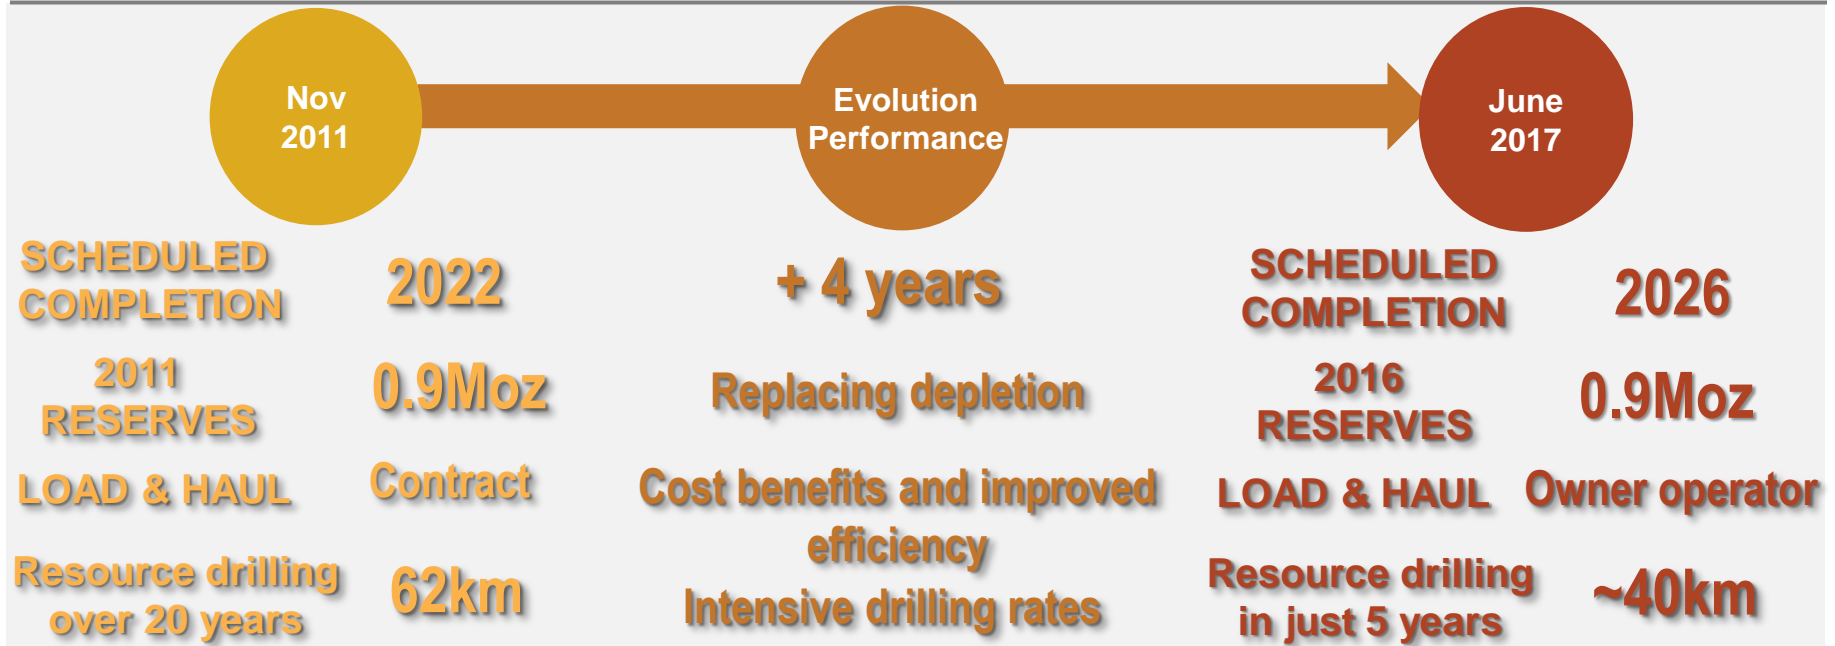 Nov
2011
Evolution
Performance
June
2017
SCHEDULED
COMPLETION
2022
+ 4 years
SCHEDULED
COMPLETION
2026
2011
RESERVES
0.9Moz
Replacing depletion
2016
RESERVES
0.9Moz
LOAD & HAUL
Contract
Cost benefits and improved
efficiency
LOAD & HAUL
Owner operator
Resource drilling
over 20 years
62km
Intensive drilling rates
Resource drilling
in just 5 years
~40km